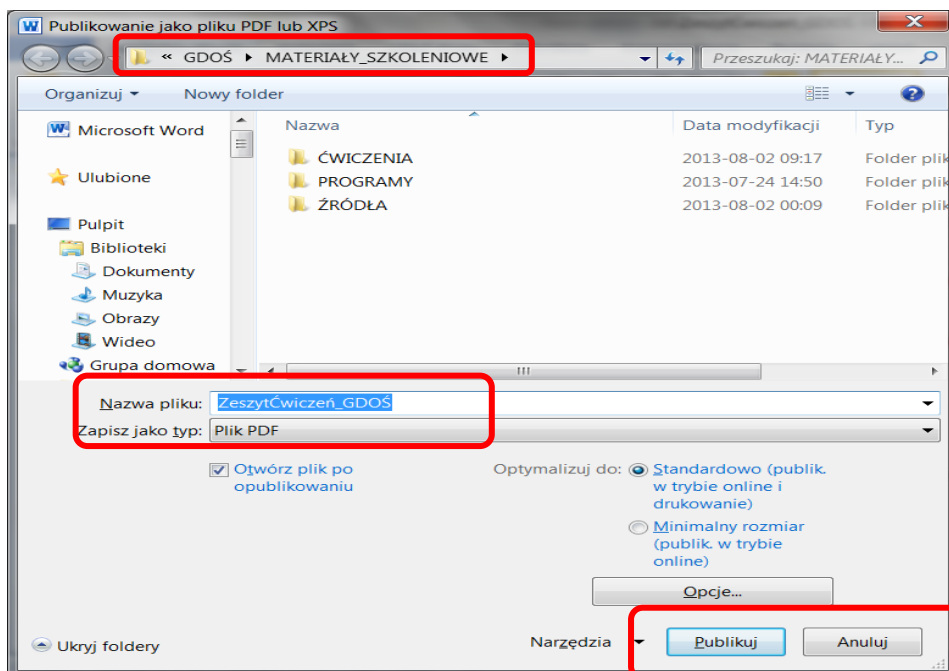 Publikowanie jako pliku PDF lub XPS
« GDOŚ ▸ MATERIAŁY_SZKOLENIOWE ▸
Przeszukaj: MATERIAŁY...
Organizuj Nowy folder
Microsoft Word
Ulubione
Pulpit
Biblioteki
Dokumenty
Muzyka
Obrazy
Wideo
Grupa domowa
Nazwa Data modyfikacji Typ
ĆWICZENIA 2013-08-02 09:17 Folder plik
PROGRAMY 2013-07-24 14:50 Folder plik
ŹRÓDŁA 2013-08-02 00:09 Folder plik
Nazwa pliku: ZeszytĆwiczeń_GDOŚ
Zapisz jako typ: Plik PDF
Otwórz plik po
opublikowaniu
Optymalizuj do: Standardowo (publik.
w trybie online i
drukowanie)
Minimalny rozmiar
(publik. w trybie
online)
Opcje...
Ukryj foldery
Narzędzia Publikuj Anuluj